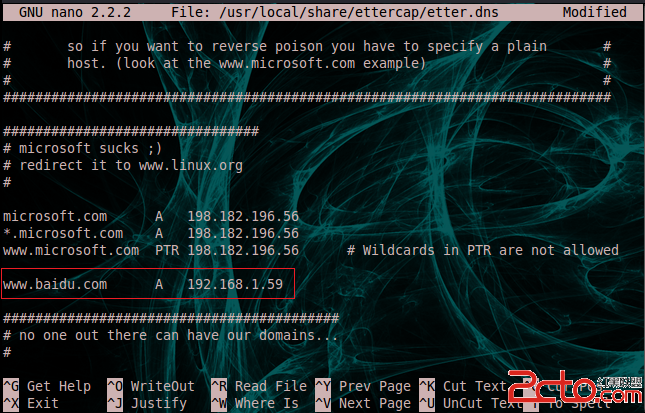 GNU nano 2.2.2 File: /usr/local/share/ettercap/etter.dns Modified
# so if you want to reverse poison you have to specify a plain #
# host. (look at the www.microsoft.com example) #
# #
############################################################################
################################
# microsoft sucks ;)
# redirect it to www.linux.org
#
microsoft.com A 198.182.196.56
*.microsoft.com A 198.182.196.56
www.microsoft.com PTR 198.182.196.56 # Wildcards in PTR are not allowed
www.baidu.com A 192.168.1.59
##########################################
# no one out there can have our domains...
#
^G Get Help ^O WriteOut ^R Read File ^Y Prev Page ^K Cut Text
^X Exit ^J Justify ^W Where Is ^V Next Page ^U UnCut Text To Spell
2cto.com